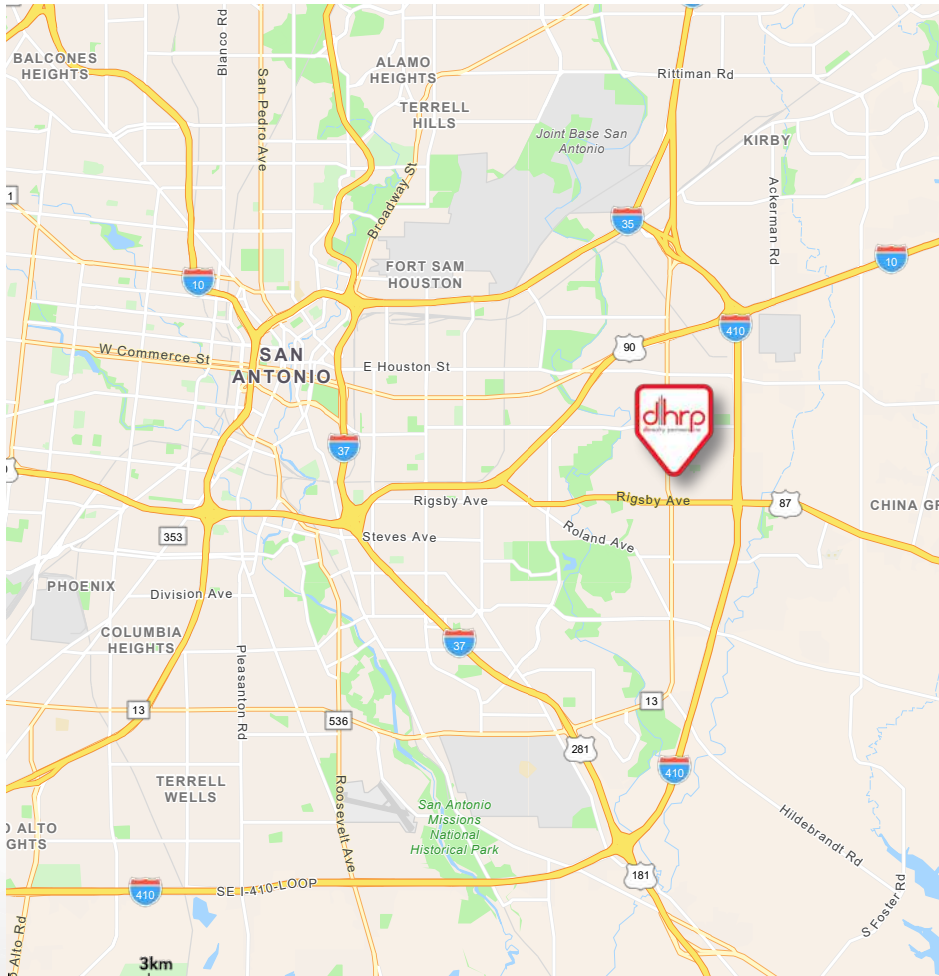 Blanco Rd
BALCONES
HEIGHTS
San Pedro Ave
ALAMO
HEIGHTS
TERRELL
HILLS
Rittiman Rd
Joint Base San
Antonio
KIRBY
Broadway St
Ackerman Rd
1
35
10
FORT SAM
HOUSTON
10
410
90
W Commerce St
SAN
ANTONIO
E Houston St
dhrp
37
Rigsby Ave
Rigsby Ave
87
CHINA GR
353
Steves Ave
Roland Ave
PHOENIX
Division Ave
COLUMBIA
HEIGHTS
37
Pleasanton Rd
13
13
536
281
410
TERRELL
WELLS
Roosevelt Ave
San Antonio
Missions
National
Historical Park
Hildebrandt Rd
O ALTO
GHTS
181
410
SE I-410-LOOP
S Foster Rd
Alto Rd
3km